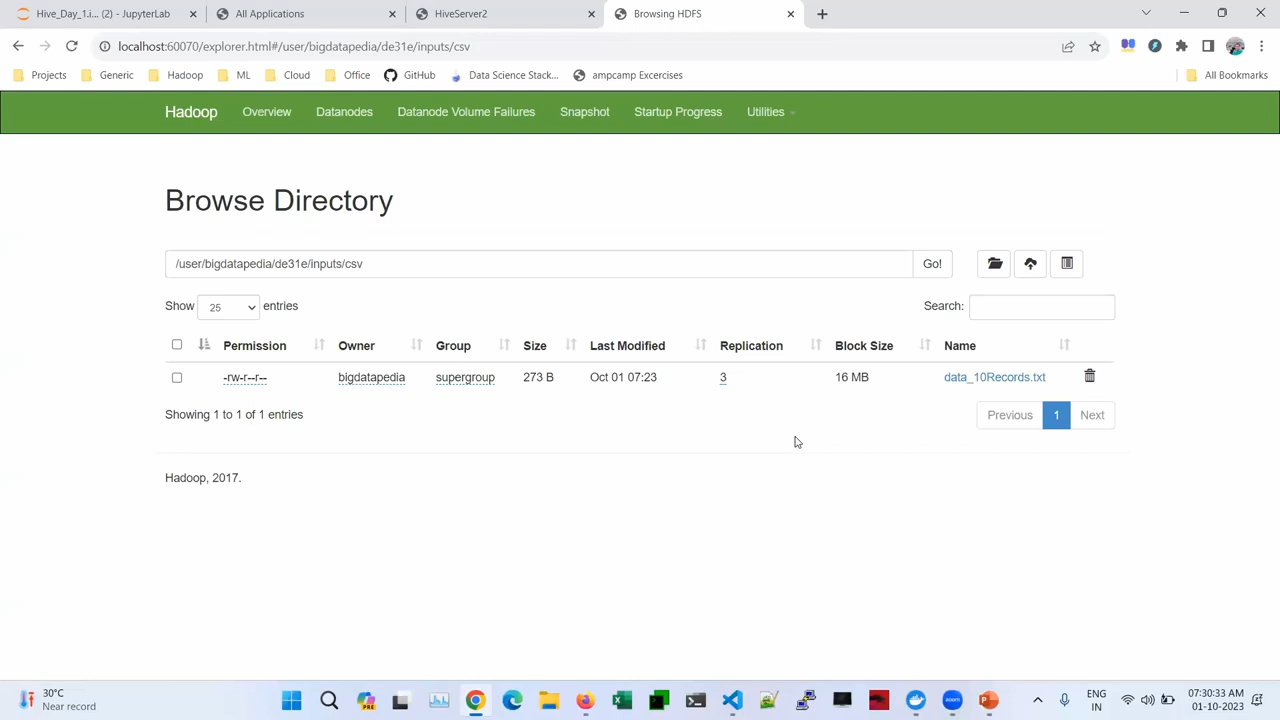 Hive_Day_1.i... (2) - JupyterLab
All Applications
HiveServer2
Browsing HDFS
localhost:60070/explorer.html#/user/bigdatapedia/de31e/inputs/csv
Projects
Generic
Hadoop
ML
Cloud
Office
GitHub
Data Science Stack...
ampcamp Excercises
All Bookmarks
Hadoop
Overview
Datanodes
Datanode Volume Failures
Snapshot
Startup Progress
Utilities
Browse Directory
/user/bigdatapedia/de31e/inputs/csv
Go!
Show 25 entries
Search:
Permission Owner Group Size Last Modified Replication Block Size Name
-rw-r--r-- bigdatapedia supergroup 273 B Oct 01 07:23 3 16 MB data_10Records.txt
Showing 1 to 1 of 1 entries
Previous 1 Next
Hadoop, 2017.
30°C
Near record
PRE
zoom
ENG
IN
07:30:33 AM
01-10-2023